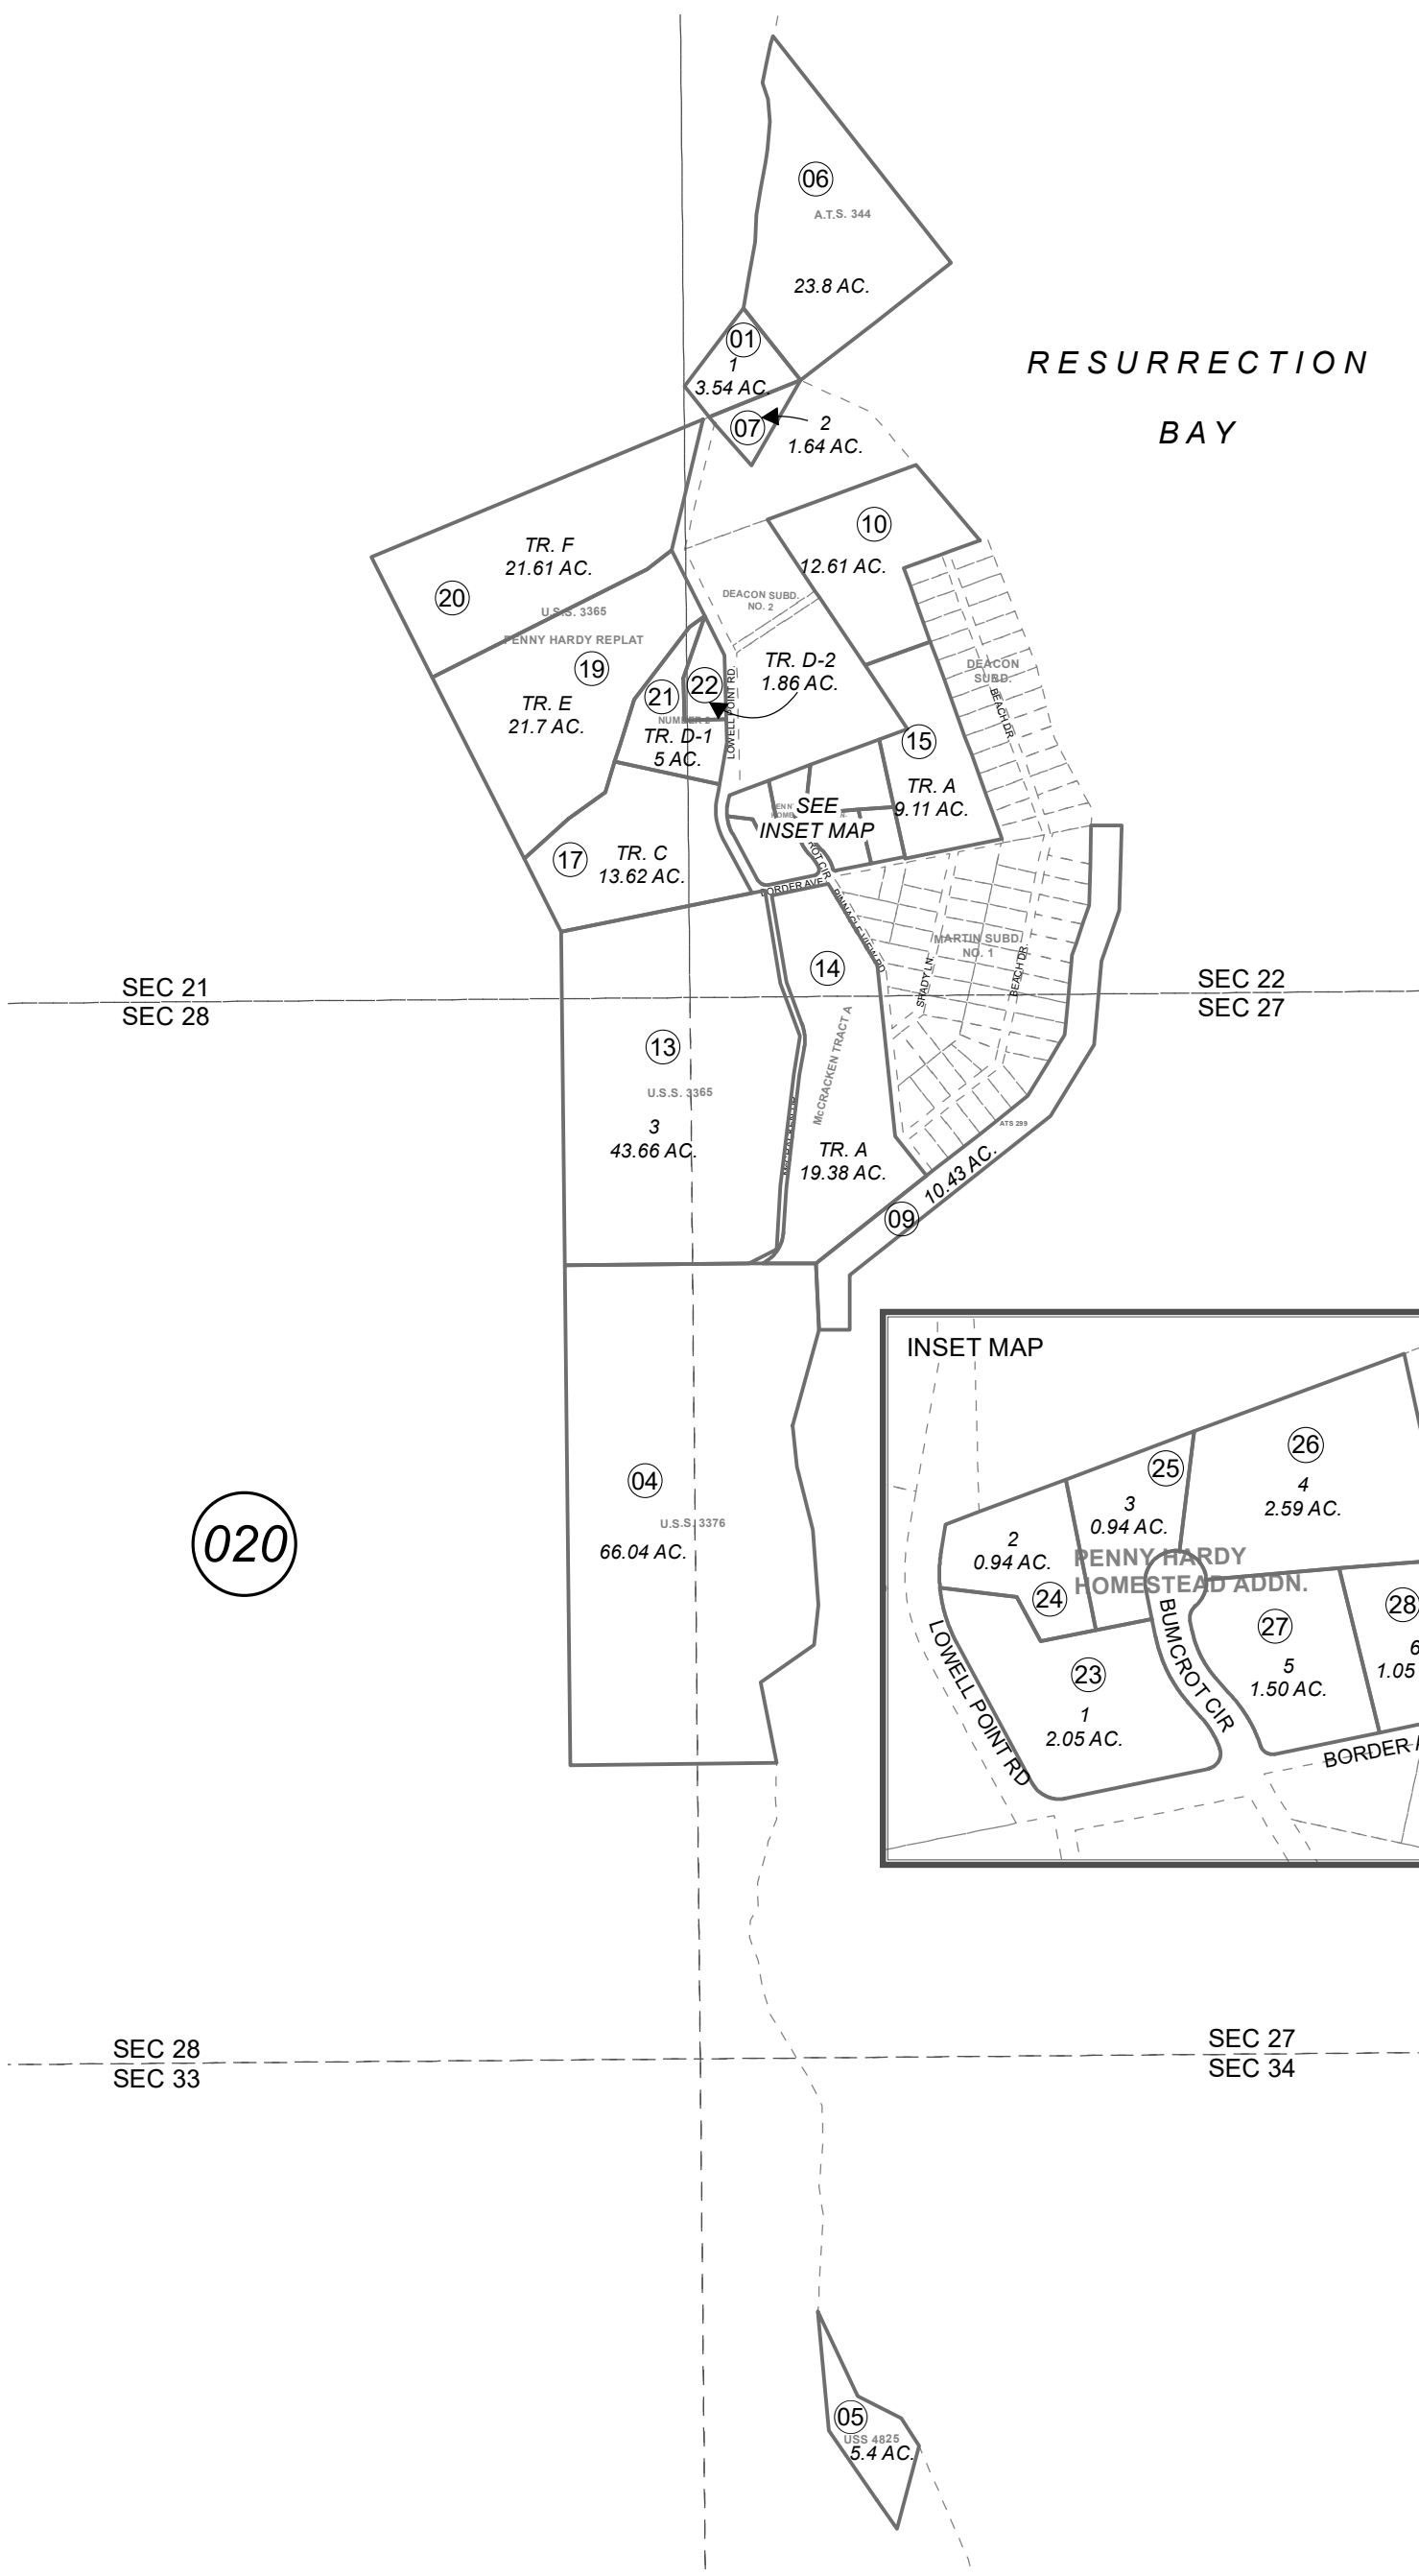 06
A.T.S. 344
23.8 AC.
01
1
3.54 AC.
RESURRECTION
BAY
07
2
1.64 AC.
10
12.61 AC.
TR. F
21.61 AC.
20
U.S.S. 3365
PENNY HARDY REPLAT
19
TR. E
21.7 AC.
DEACON SUBD.
NO. 2
TR. D-2
1.86 AC.
DEACON
SUBD.
BEACH DR.
21
22
NUMBER 2
TR. D-1
5 AC.
LOWELL POINT RD.
15
TR. A
9.11 AC.
SEE
INSET MAP
17
TR. C
13.62 AC.
BORDER AVE
PINNACLE VIEW RD
MARTIN SUBD.
NO. 1
SHADY LN.
BEACH DR.
14
SEC 21
SEC 28
SEC 22
SEC 27
13
U.S.S. 3365
3
43.66 AC.
McCRACKEN TRACT A
TR. A
19.38 AC.
ATS 299
10.43 AC.
09
INSET MAP
26
4
2.59 AC.
25
3
0.94 AC.
2
0.94 AC.
24
PENNY HARDY
HOMESTEAD ADDN.
28
6
1.05
27
5
1.50 AC.
23
1
2.05 AC.
BUMCROT CIR
LOWELL POINT RD
BORDER A
04
U.S.S. 3376
66.04 AC.
020
SEC 28
SEC 33
SEC 27
SEC 34
05
USS 4825
5.4 AC.